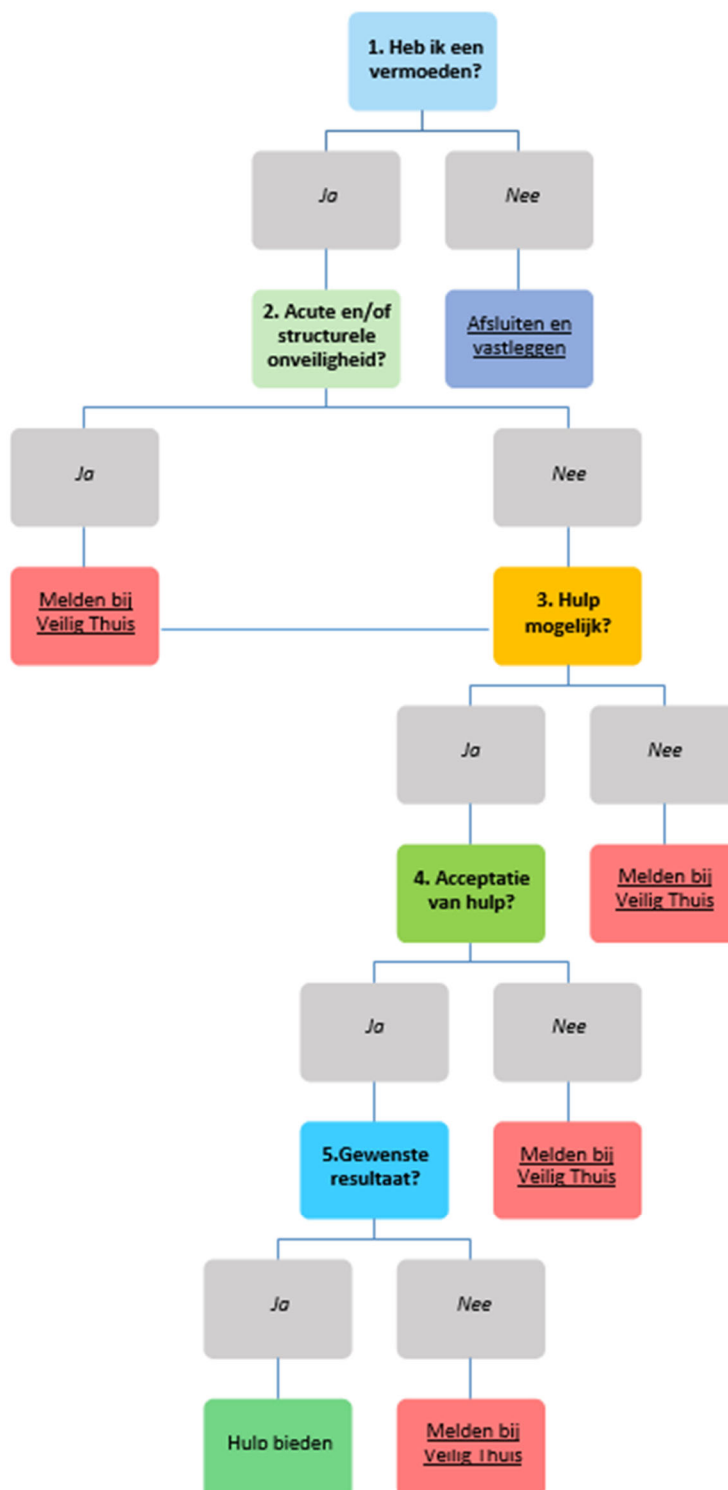 1. Heb ik een
vermoeden?
Ja
Nee
2. Acute en/of
structurele
onveiligheid?
Afsluiten en
vastleggen
Ja
Nee
Melden bij
Veilig Thuis
3. Hulp
mogelijk?
Ja
Nee
4. Acceptatie
van hulp?
Melden bij
Veilig Thuis
Ja
Nee
5.Gewenste
resultaat?
Melden bij
Veilig Thuis
Ja
Nee
Hulp bieden
Melden bij
Veilig Thuis